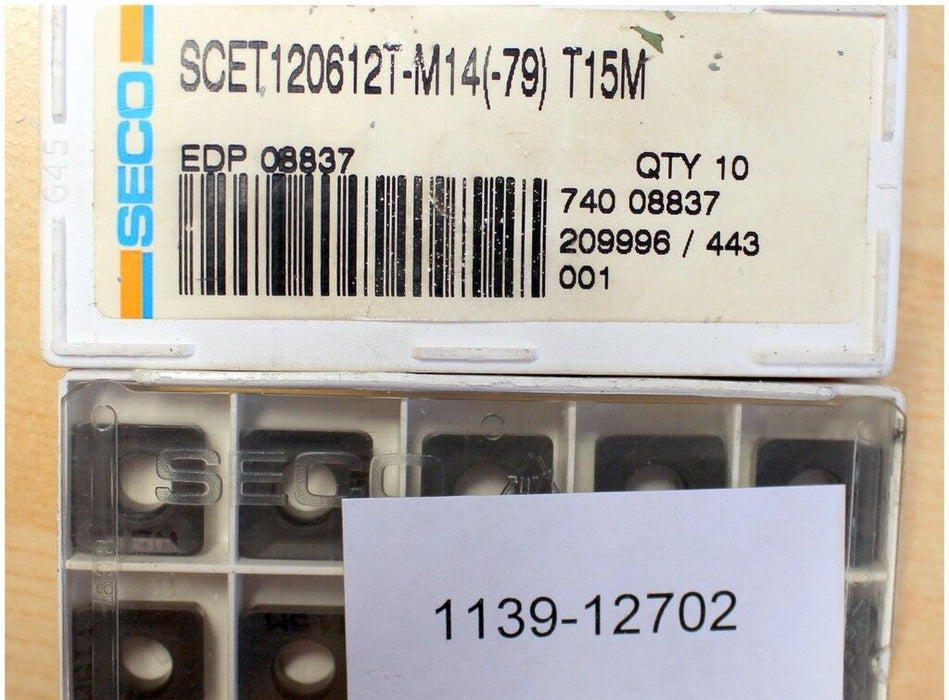 SECO
SCET120612T-M14(-79) T15M
EDP 08837
QTY 10
740 08837
209996 / 443
001
645
SECO
1139-12702